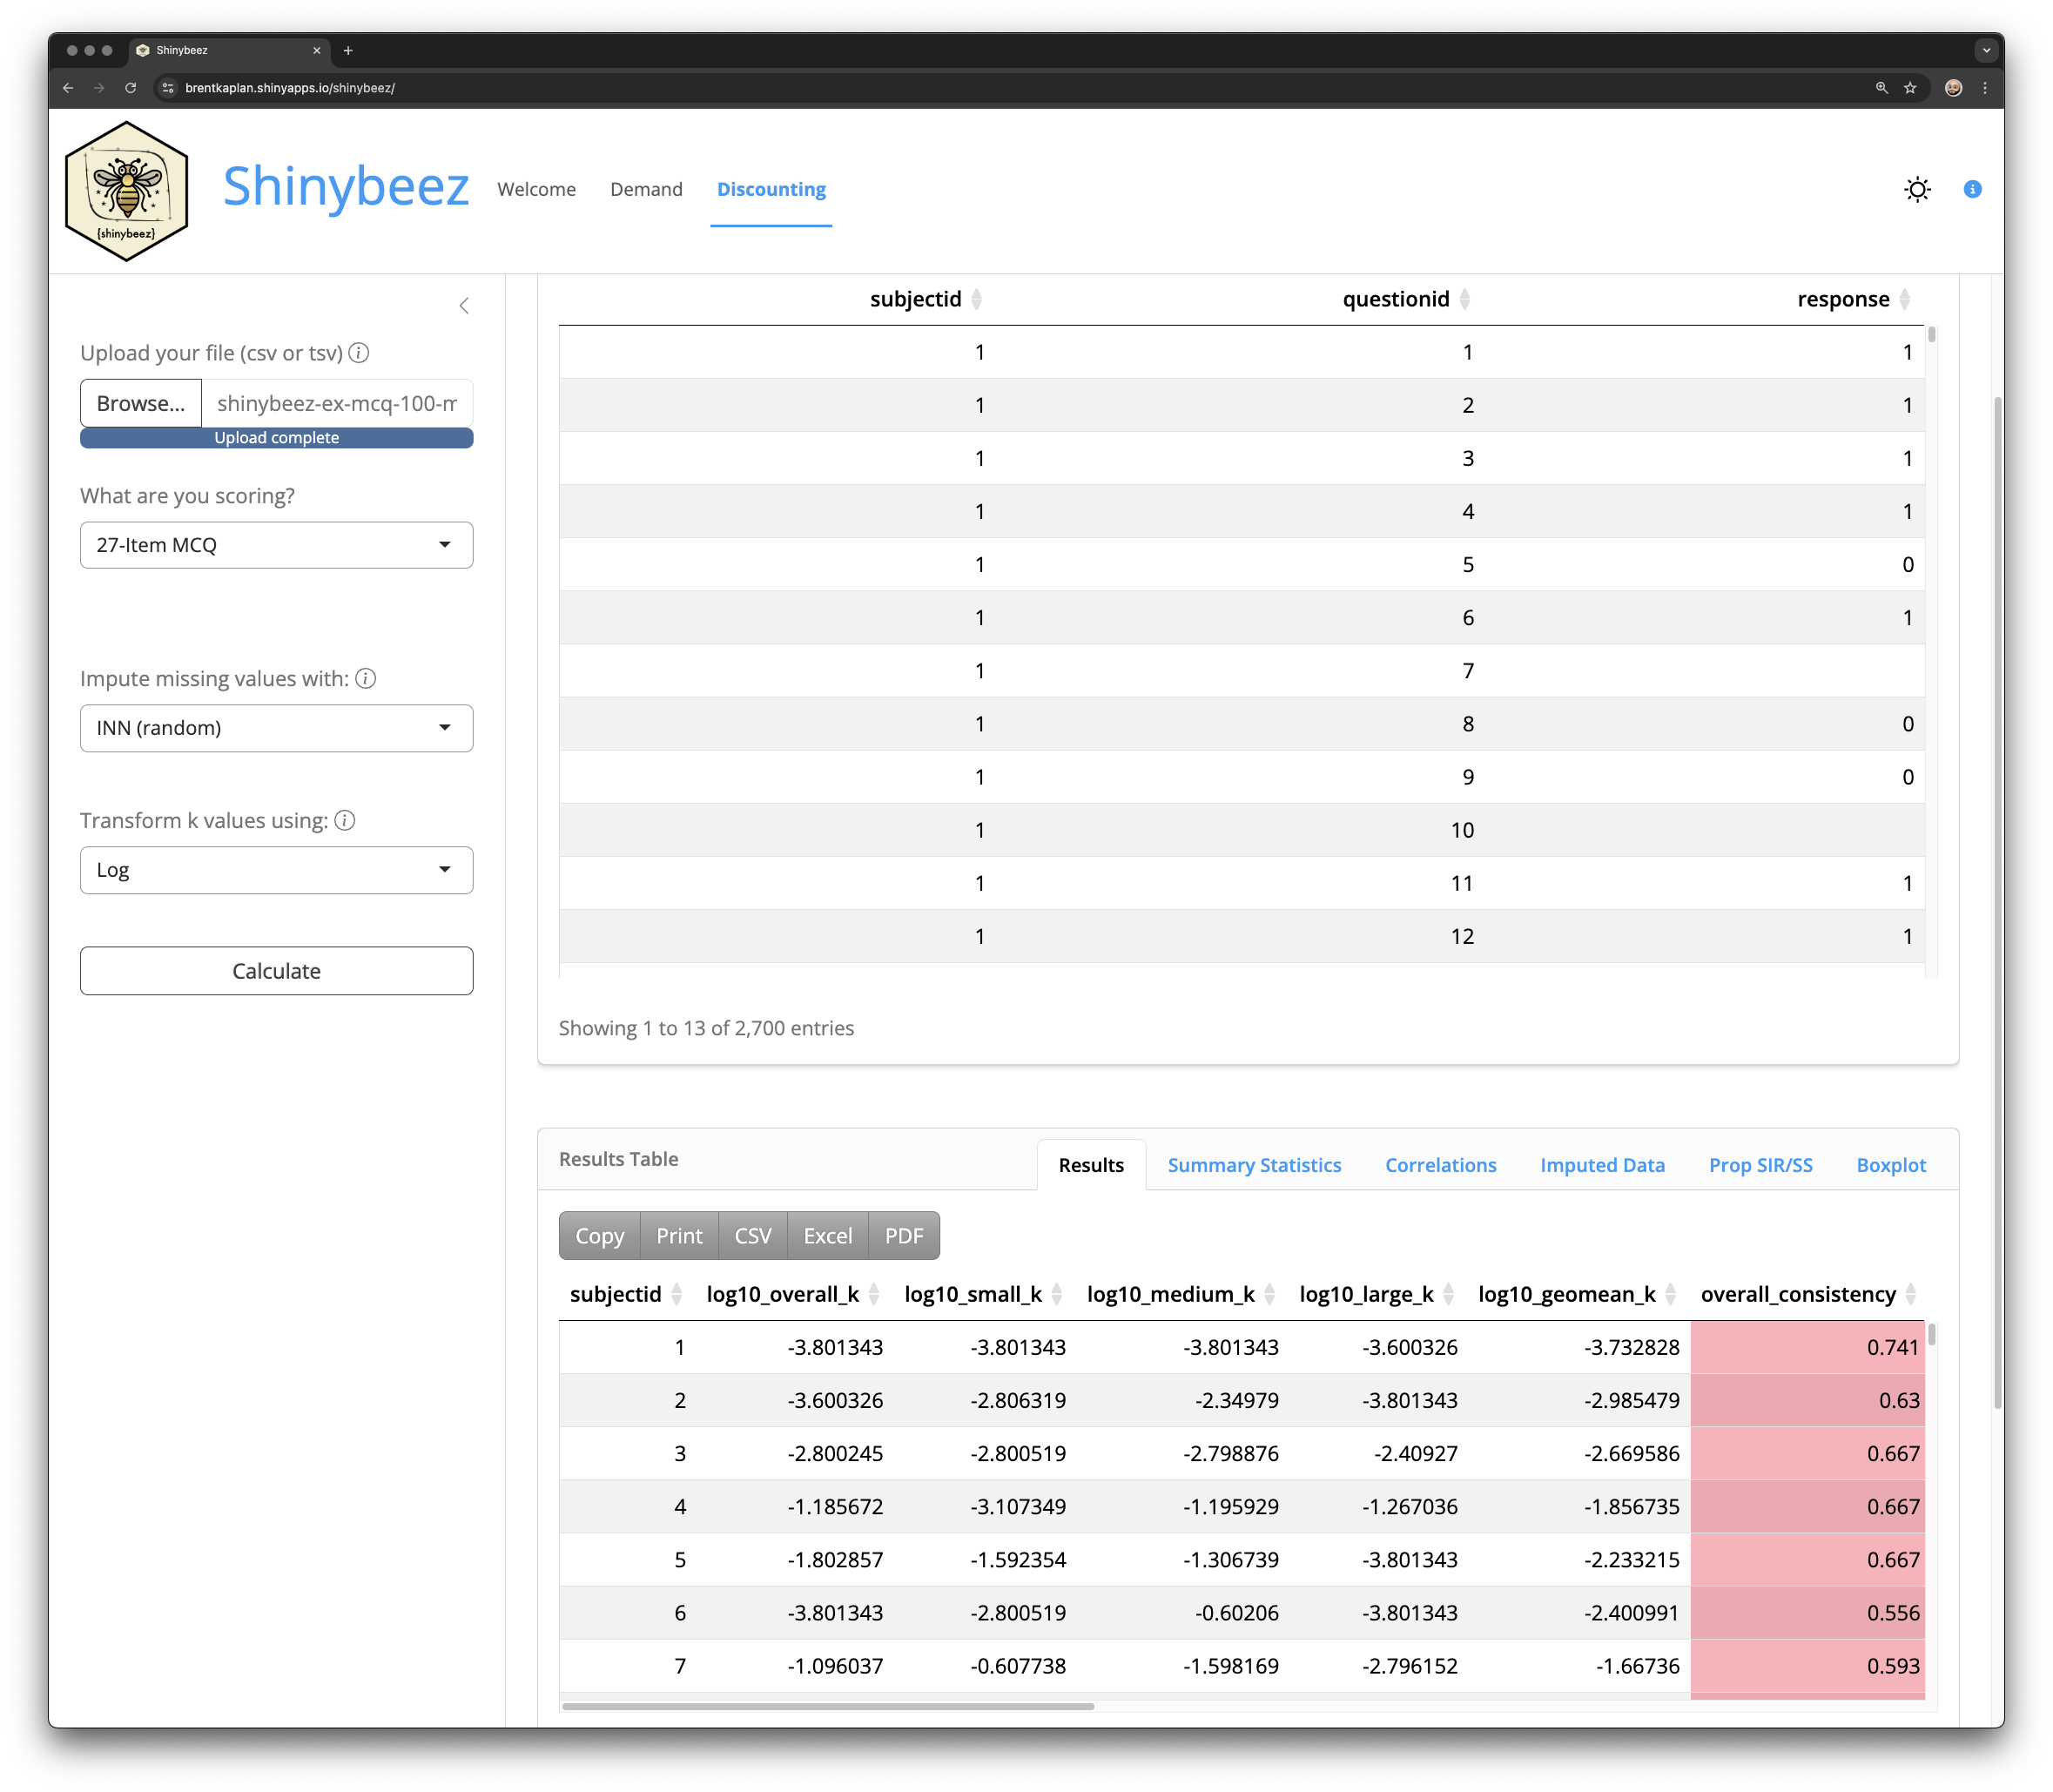 Shinybeez
brentkaplan.shinyapps.io/shinybeez/
{shinybeez}
Shinybeez Welcome Demand Discounting
Upload your file (csv or tsv)
Browse... shinybeez-ex-mcq-100-m
Upload complete
What are you scoring?
27-Item MCQ
Impute missing values with:
INN (random)
Transform k values using:
Log
Calculate
subjectid questionid response
1 1 1
1 2 1
1 3 1
1 4 1
1 5 0
1 6 1
1 7
1 8 0
1 9 0
1 10
1 11 1
1 12 1
Showing 1 to 13 of 2,700 entries
Results Table Results Summary Statistics Correlations Imputed Data Prop SIR/SS Boxplot
Copy Print CSV Excel PDF
subjectid log10_overall_k log10_small_k log10_medium_k log10_large_k log10_geomean_k overall_consistency
1 -3.801343 -3.801343 -3.801343 -3.600326 -3.732828 0.741
2 -3.600326 -2.806319 -2.34979 -3.801343 -2.985479 0.63
3 -2.800245 -2.800519 -2.798876 -2.40927 -2.669586 0.667
4 -1.185672 -3.107349 -1.195929 -1.267036 -1.856735 0.667
5 -1.802857 -1.592354 -1.306739 -3.801343 -2.233215 0.667
6 -3.801343 -2.800519 -0.60206 -3.801343 -2.400991 0.556
7 -1.096037 -0.607738 -1.598169 -2.796152 -1.66736 0.593